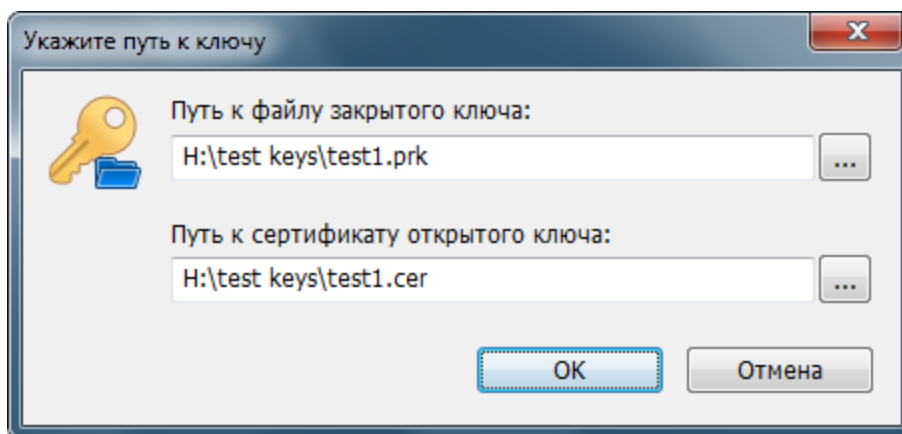 Укажите путь к ключу
Путь к файлу закрытого ключа:
H:\test keys\test1.prk
...
Путь к сертификату открытого ключа:
H:\test keys\test1.cer
...
OK
Отмена